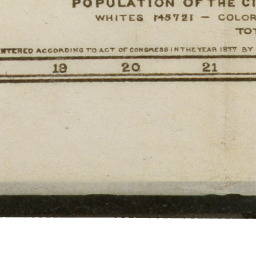 POPULATION OF THE CI
WHITES 145721 – COLOR
TOT
NTERED ACCORDING TO ACT OF CONGRESS IN THE YEAR 1877 BY
19 20 21